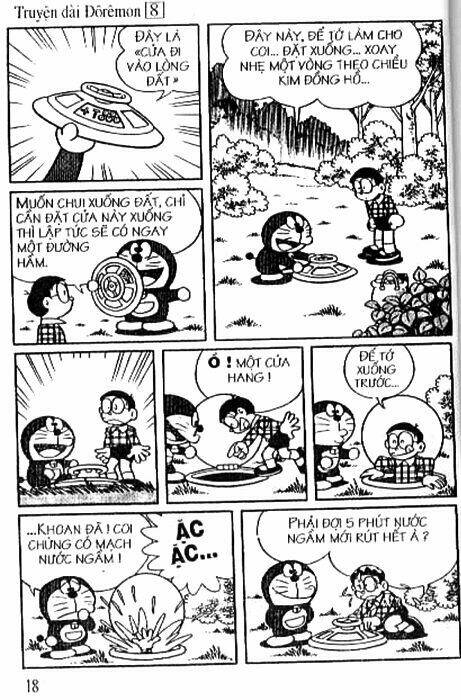 Truyện dài Đôrêmon 8
ĐÂY LÀ
«CỬA ĐI
VÀO LÒNG
ĐẤT»
MUỐN CHUI XUỐNG ĐẤT, CHỈ
CẦN ĐẶT CỬA NÀY XUỐNG
THÌ LẬP TỨC SẼ CÓ NGAY
MỘT ĐƯỜNG
HẦM.
ĐÂY NÀY, ĐỂ TỚ LÀM CHO
COI... ĐẶT XUỐNG... XOAY
NHẸ MỘT VÒNG THEO CHIỀU
KIM ĐỒNG HỒ...
Ồ ! MỘT CỬA
HANG !
ĐỂ TỚ
XUỐNG
TRƯỚC...
...KHOAN ĐÃ ! COI
CHỪNG CÓ MẠCH
NƯỚC NGẦM !
ẶC
ẶC...
PHẢI ĐỢI 5 PHÚT NƯỚC
NGẦM MỚI RÚT HẾT À ?
18